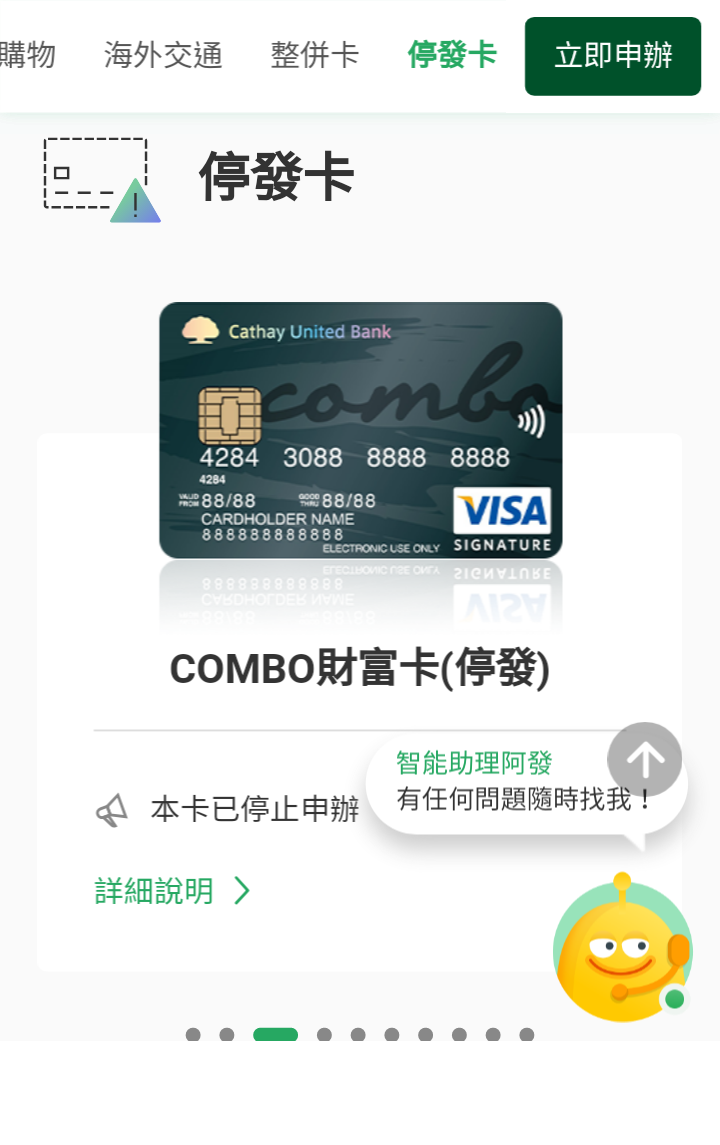 購物 海外交通 整併卡 停發卡 立即申辦
停發卡
Cathay United Bank
combo
4284 3088 8888 8888
4284
VALID FROM 88/88 GOOD THRU 88/88
CARDHOLDER NAME
888888888888
ELECTRONIC USE ONLY
VISA
SIGNATURE
COMBO財富卡(停發)
智能助理阿發
有任何問題隨時找我！
本卡已停止申辦
詳細說明